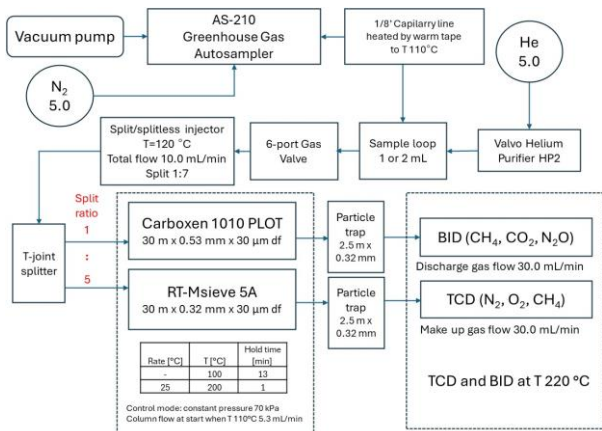 Vacuum pump
AS-210
Greenhouse Gas
Autosampler
1/8' Capilarry line
heated by warm tape
to T 110°C
He
5.0
N₂
5.0
Split/splitless injector
T=120 °C
Total flow 10.0 mL/min
Split 1:7
6-port Gas
Valve
Sample loop
1 or 2 mL
Valvo Helium
Purifier HP2
Split
ratio
1
:
5
T-joint
splitter
Carboxen 1010 PLOT
30 m x 0.53 mm x 30 µm df
Particle
trap
2.5 m x
0.32 mm
BID (CH₄, CO₂, N₂O)
Discharge gas flow 30.0 mL/min
RT-Msieve 5A
30 m x 0.32 mm x 30 µm df
Particle
trap
2.5 m x
0.32 mm
TCD (N₂, O₂, CH₄)
Make up gas flow 30.0 mL/min
Rate [°C] T [°C] Hold time [min]
- 100 13
25 200 1
TCD and BID at T 220 ºC
Control mode: constant pressure 70 kPa
Column flow at start when T 110°C 5.3 mL/min